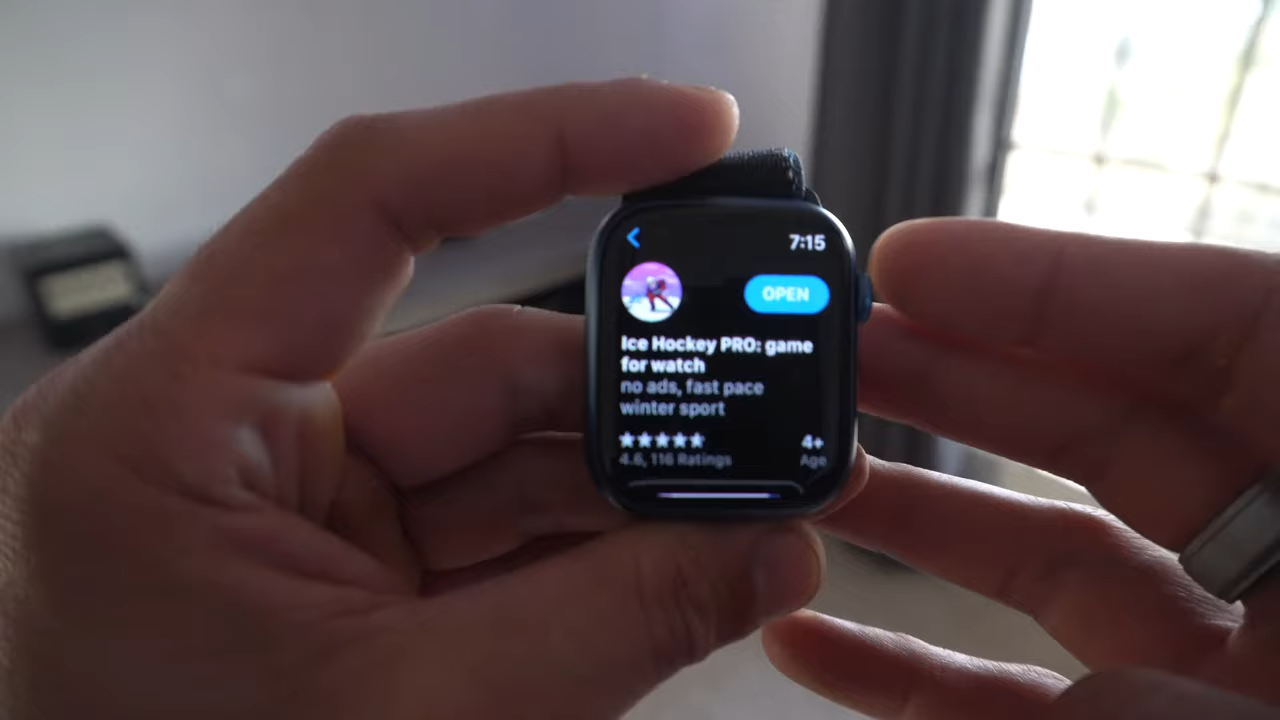 7:15
OPEN
Ice Hockey PRO: game
for watch
no ads, fast pace
winter sport
4+
4.6, 116 Ratings
Age